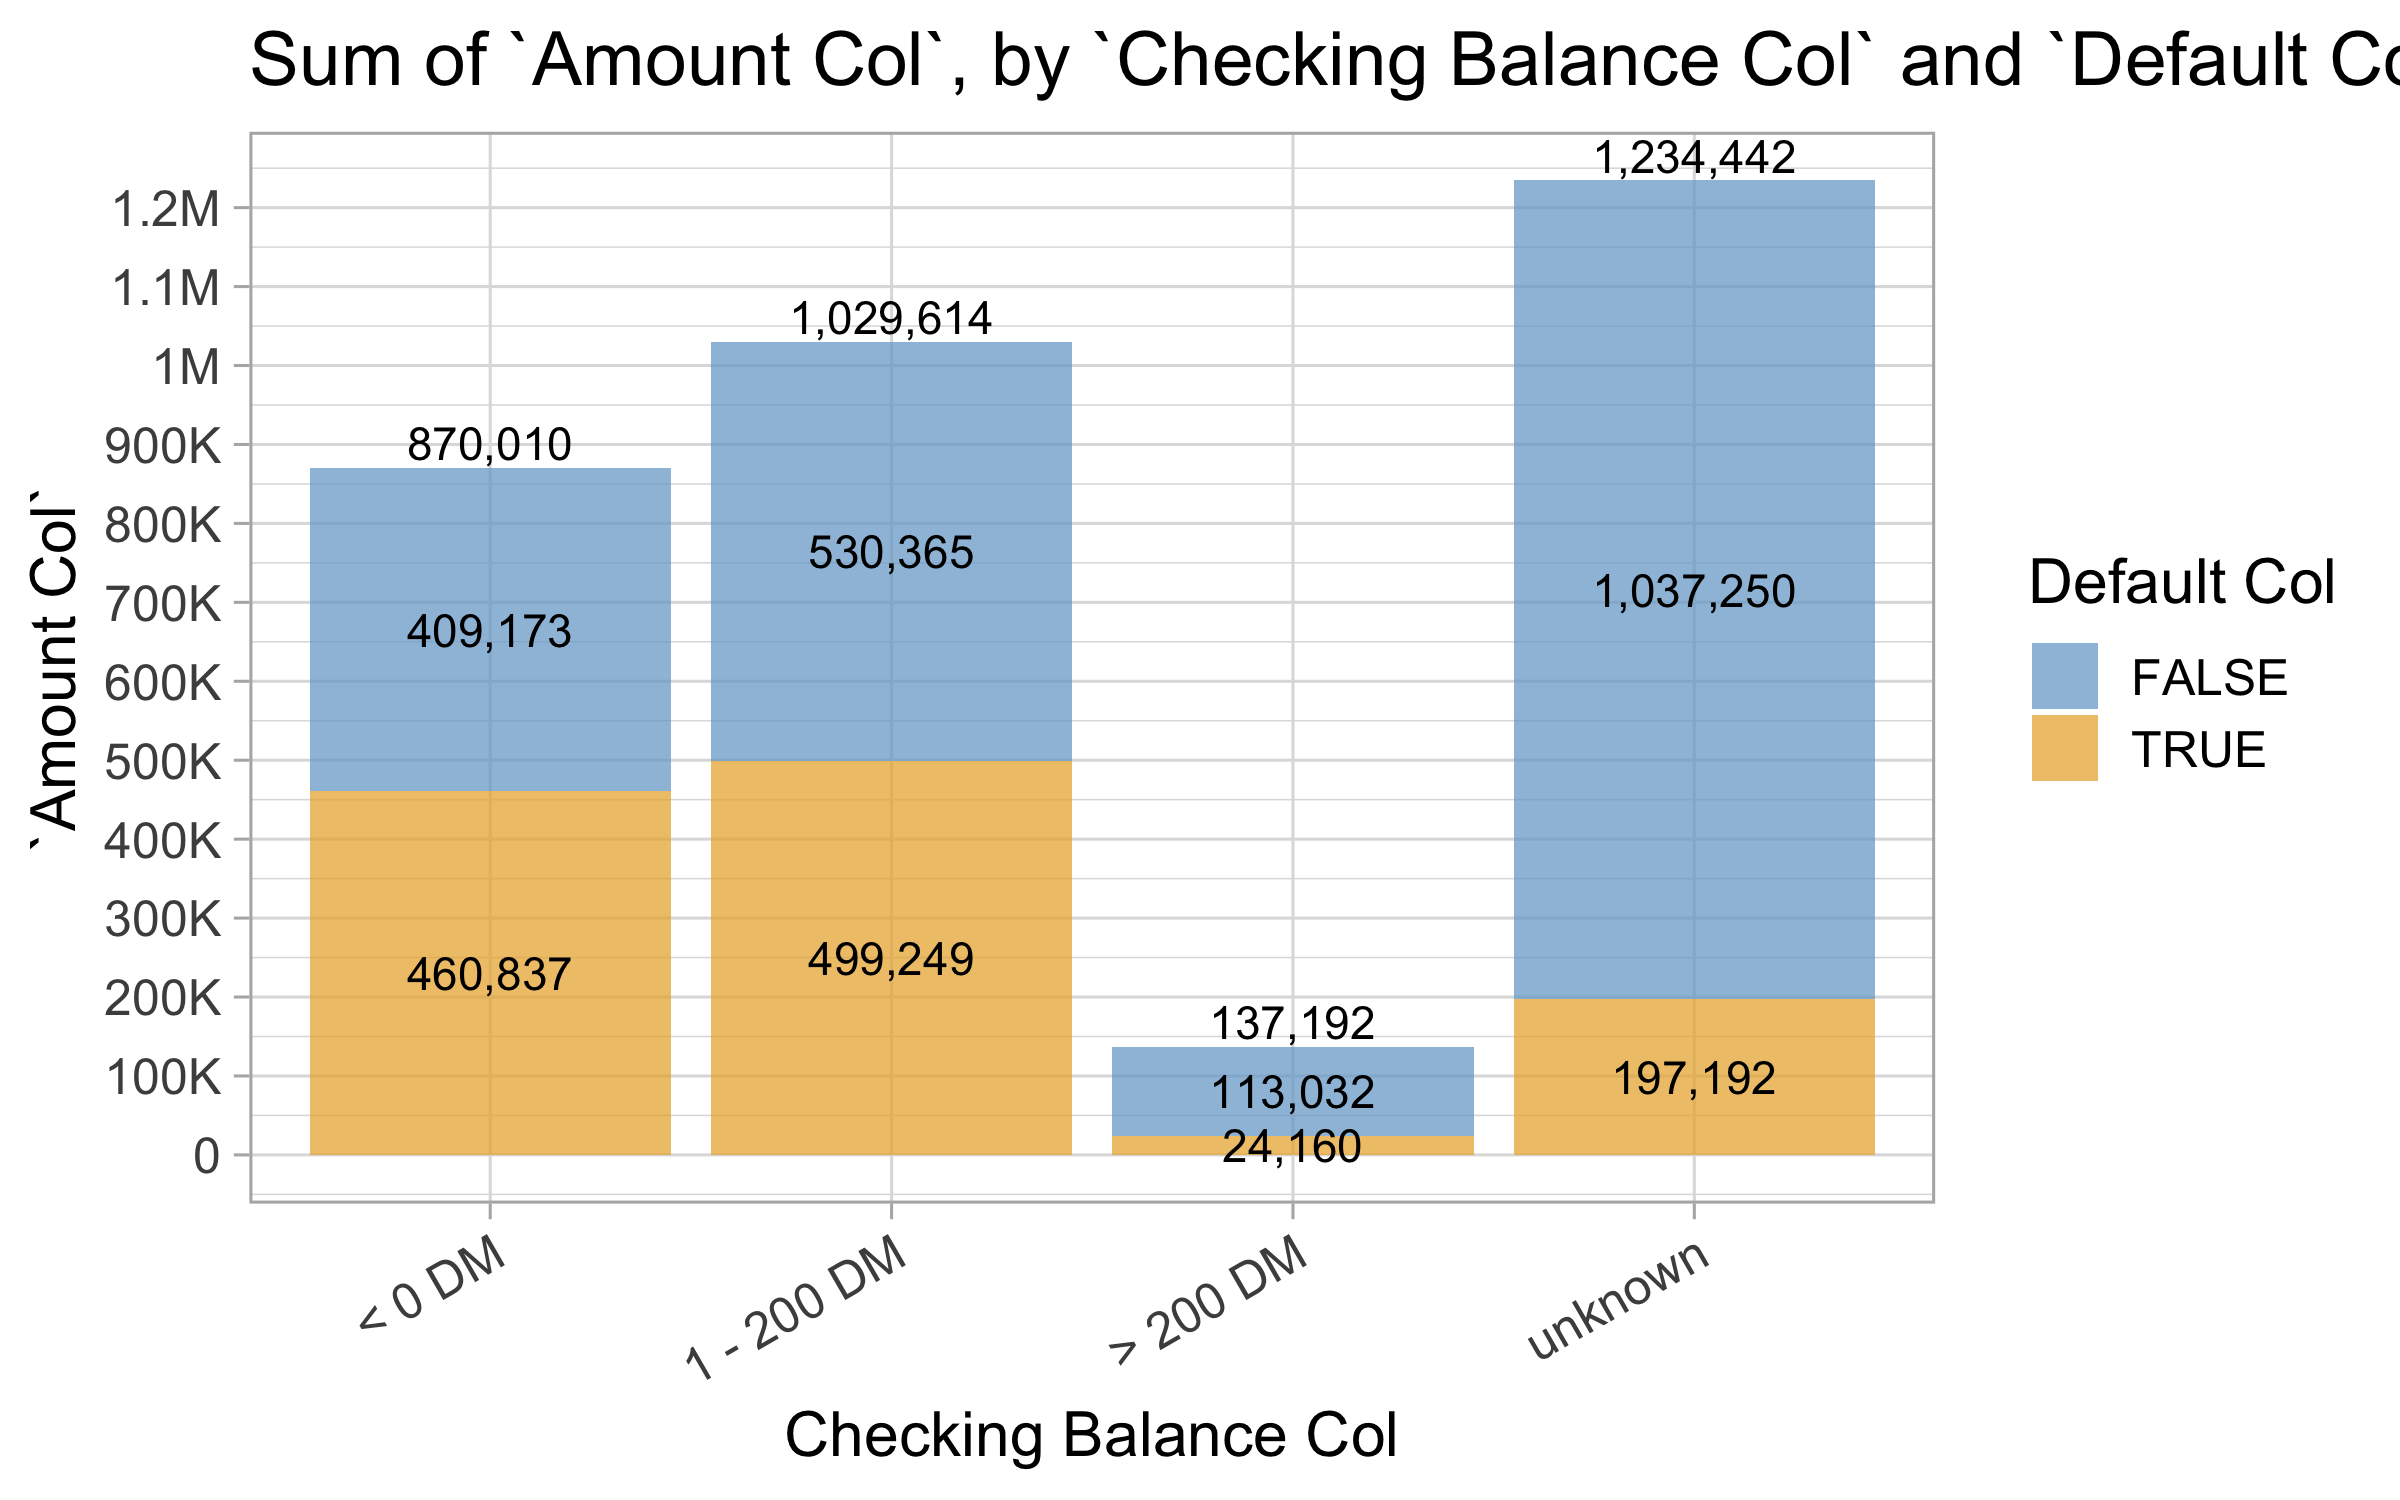 Sum of `Amount Col`, by `Checking Balance Col` and `Default
`Amount Col`
1.2M
1.1M
1M
900K
800K
700K
600K
500K
400K
300K
200K
100K
0
870,010
409,173
460,837
1,029,614
530,365
499,249
137,192
113,032
24,160
1,234,442
1,037,250
197,192
< 0 DM
1 - 200 DM
> 200 DM
unknown
Checking Balance Col
Default Col
FALSE
TRUE